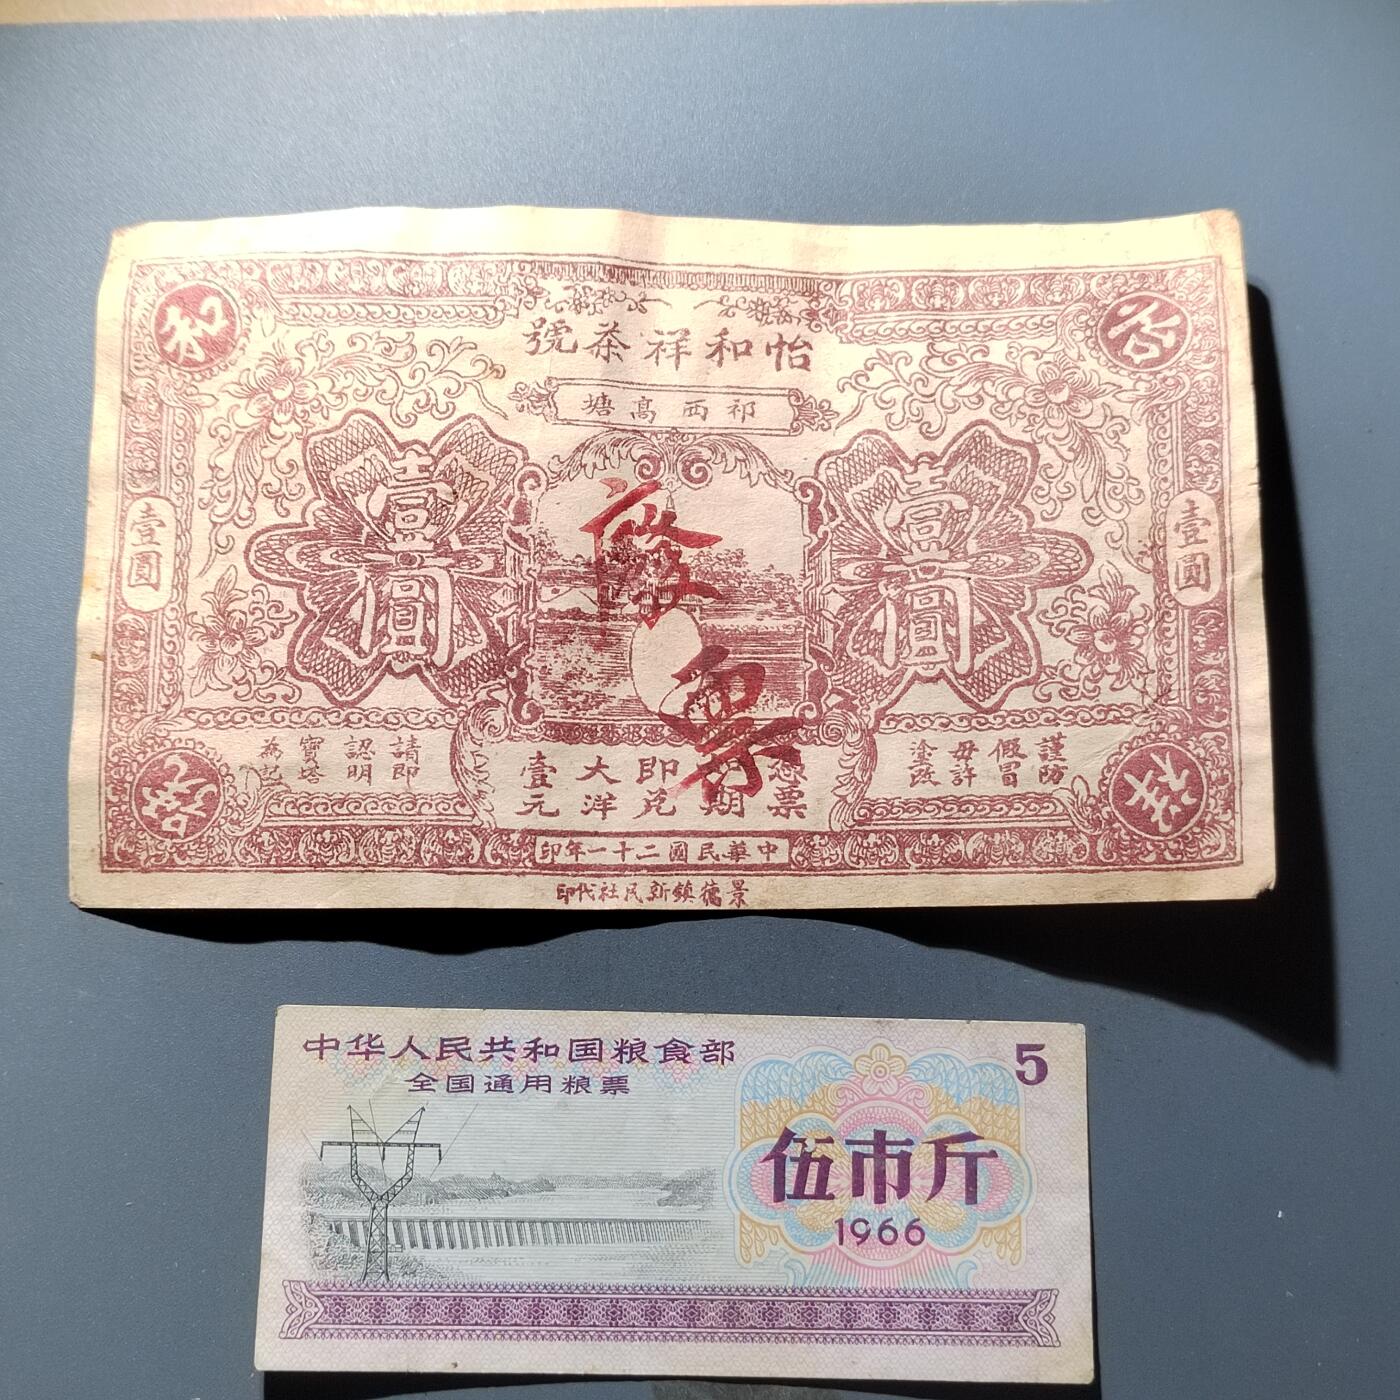 怡和祥茶號
祁西高塘
和
壹圓
壹圓
壹圓
壹圓
廢票
謹防
假冒
毋許
塗改
憑票
期
即兌
大洋
壹元
請即
認明
寶塔
為記
中華民國二十一年印
景德鎮新民社代印
中华人民共和国粮食部
全国通用粮票
5
伍市斤
1966